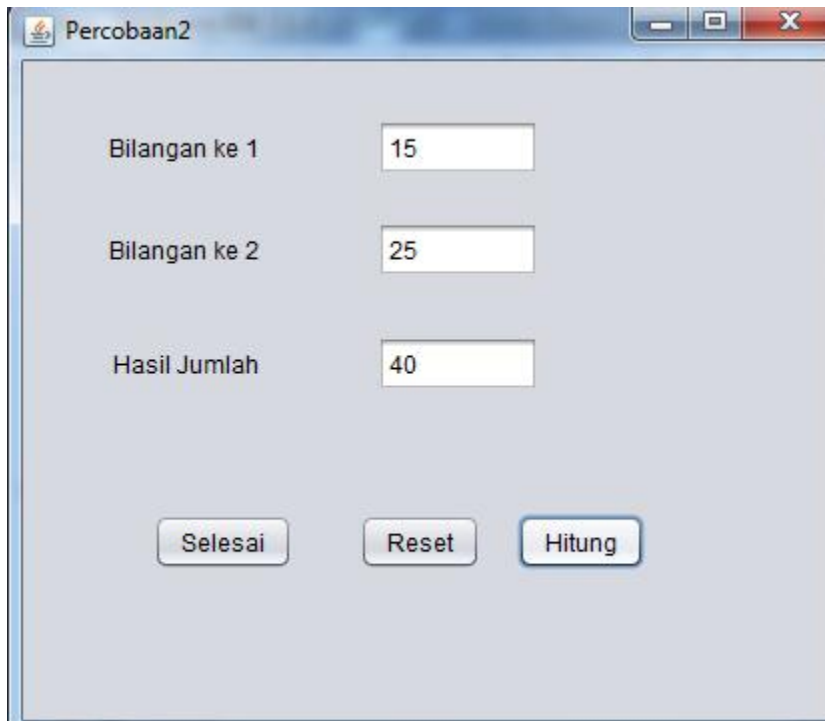 Percobaan2
Bilangan ke 1 15
Bilangan ke 2 25
Hasil Jumlah 40
Selesai Reset Hitung